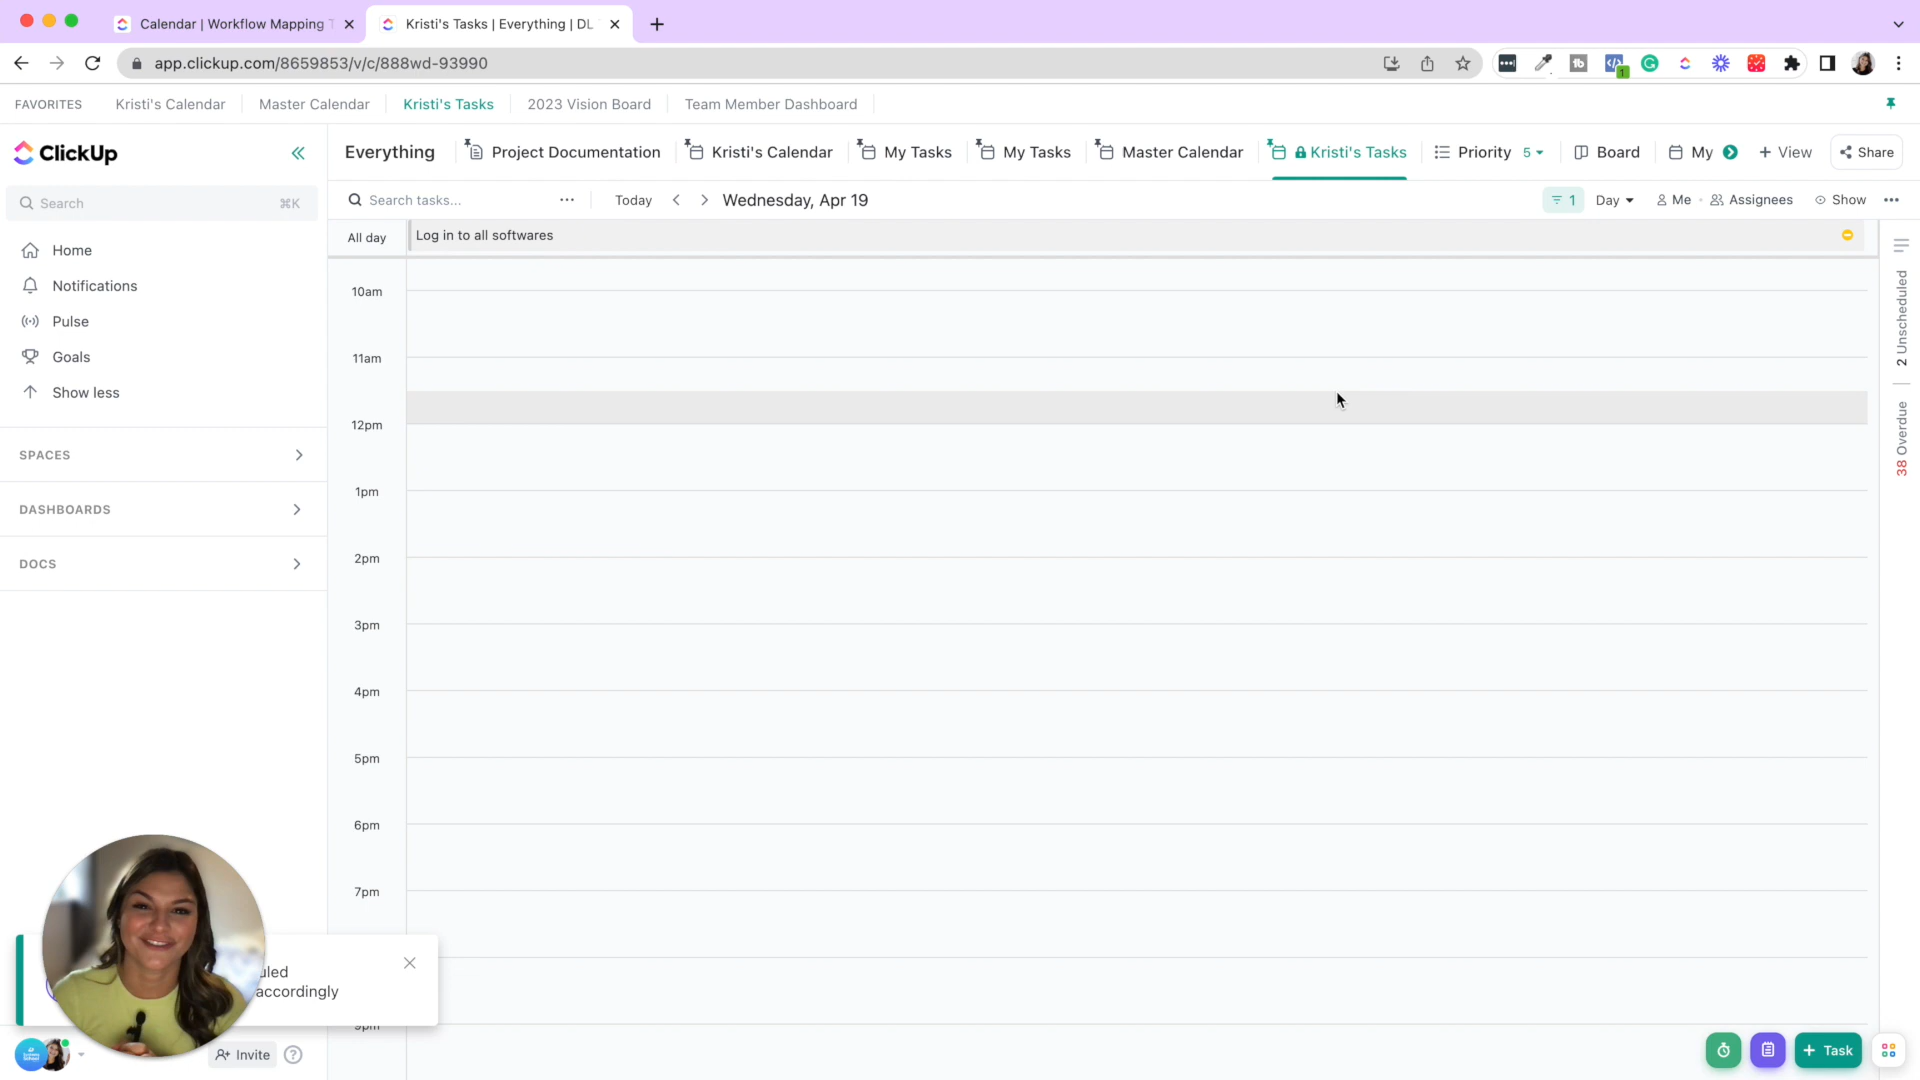 Calendar | Workflow Mapping
Kristi's Tasks | Everything | DL
app.clickup.com/8659853/v/c/888wd-93990
1
FAVORITES Kristi's Calendar Master Calendar Kristi's Tasks 2023 Vision Board Team Member Dashboard
ClickUp
Everything Project Documentation Kristi's Calendar My Tasks My Tasks Master Calendar Kristi's Tasks Priority 5 Board My + View Share
Search ⌘K
Search tasks... Today Wednesday, Apr 19 1 Day Me Assignees Show
All day Log in to all softwares
Home
Notifications
Pulse
Goals
Show less
SPACES
DASHBOARDS
DOCS
10am
11am
12pm
1pm
2pm
3pm
4pm
5pm
6pm
7pm
9pm
2 Unscheduled
38 Overdue
uled
accordingly
Invite ?
+ Task